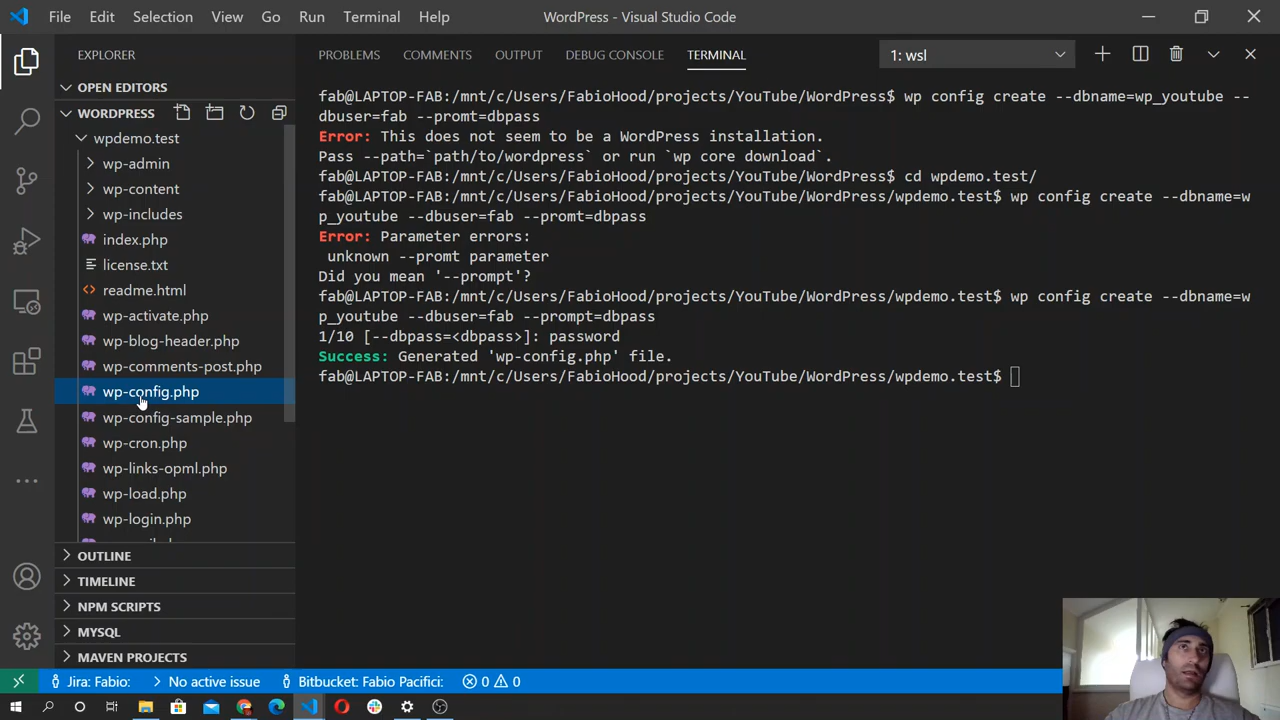 File Edit Selection View Go Run Terminal Help WordPress - Visual Studio Code
EXPLORER
OPEN EDITORS
WORDPRESS
wpdemo.test
wp-admin
wp-content
wp-includes
index.php
license.txt
readme.html
wp-activate.php
wp-blog-header.php
wp-comments-post.php
wp-config.php
wp-config-sample.php
wp-cron.php
wp-links-opml.php
wp-load.php
wp-login.php
OUTLINE
TIMELINE
NPM SCRIPTS
MYSQL
MAVEN PROJECTS
PROBLEMS COMMENTS OUTPUT DEBUG CONSOLE TERMINAL 1: wsl
fab@LAPTOP-FAB:/mnt/c/Users/FabioHood/projects/YouTube/WordPress$ wp config create --dbname=wp_youtube --
dbuser=fab --promt=dbpass
Error: This does not seem to be a WordPress installation.
Pass --path=`path/to/wordpress` or run `wp core download`.
fab@LAPTOP-FAB:/mnt/c/Users/FabioHood/projects/YouTube/WordPress$ cd wpdemo.test/
fab@LAPTOP-FAB:/mnt/c/Users/FabioHood/projects/YouTube/WordPress/wpdemo.test$ wp config create --dbname=w
p_youtube --dbuser=fab --promt=dbpass
Error: Parameter errors:
unknown --promt parameter
Did you mean '--prompt'?
fab@LAPTOP-FAB:/mnt/c/Users/FabioHood/projects/YouTube/WordPress/wpdemo.test$ wp config create --dbname=w
p_youtube --dbuser=fab --prompt=dbpass
1/10 [--dbpass=<dbpass>]: password
Success: Generated 'wp-config.php' file.
fab@LAPTOP-FAB:/mnt/c/Users/FabioHood/projects/YouTube/WordPress/wpdemo.test$
Jira: Fabio: No active issue Bitbucket: Fabio Pacifici: 0 0